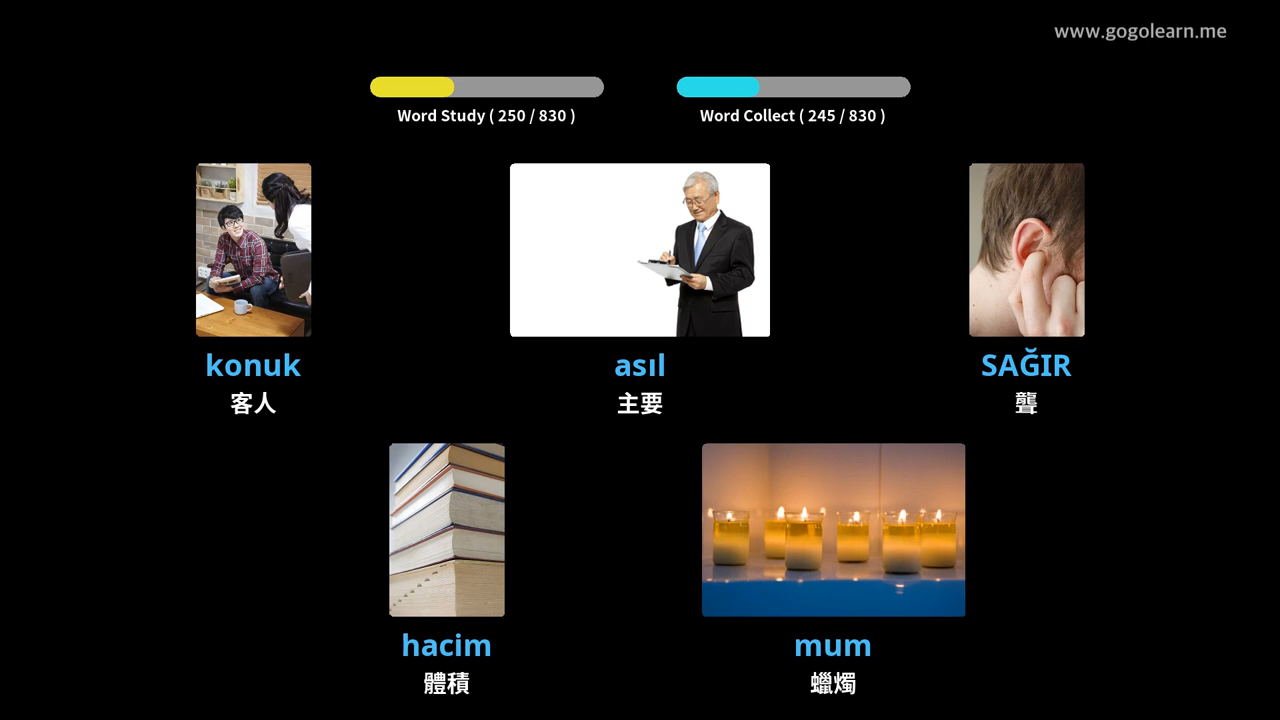 www.gogolearn.me
Word Study ( 250 / 830 )
Word Collect ( 245 / 830 )
konuk
客人
asıl
主要
SAĞIR
聾
hacim
體積
mum
蠟燭